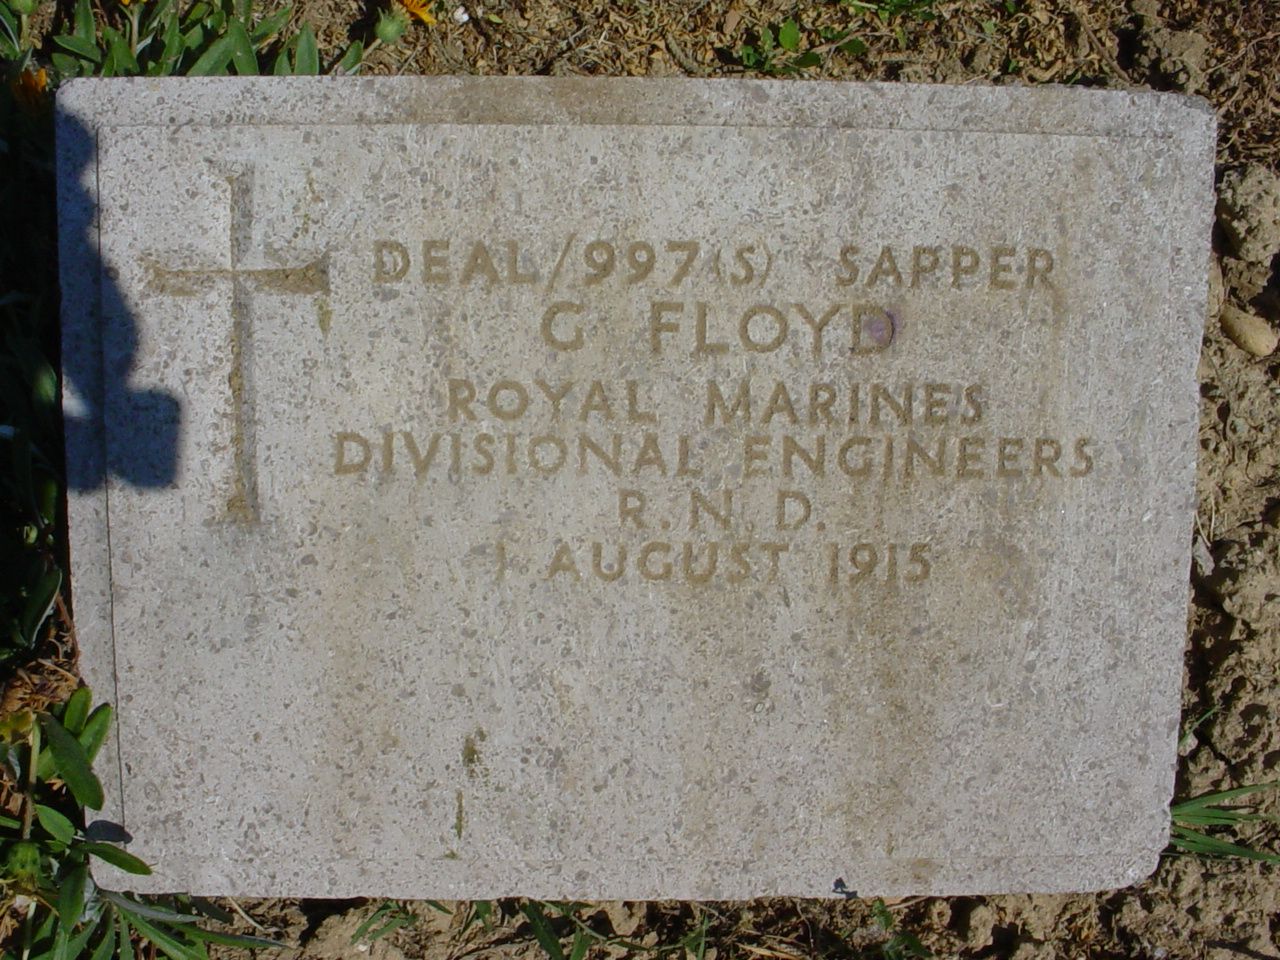 DEAL/997(S) SAPPER
G FLOYD
ROYAL MARINES
DIVISIONAL ENGINEERS
R.N.D.
1 AUGUST 1915